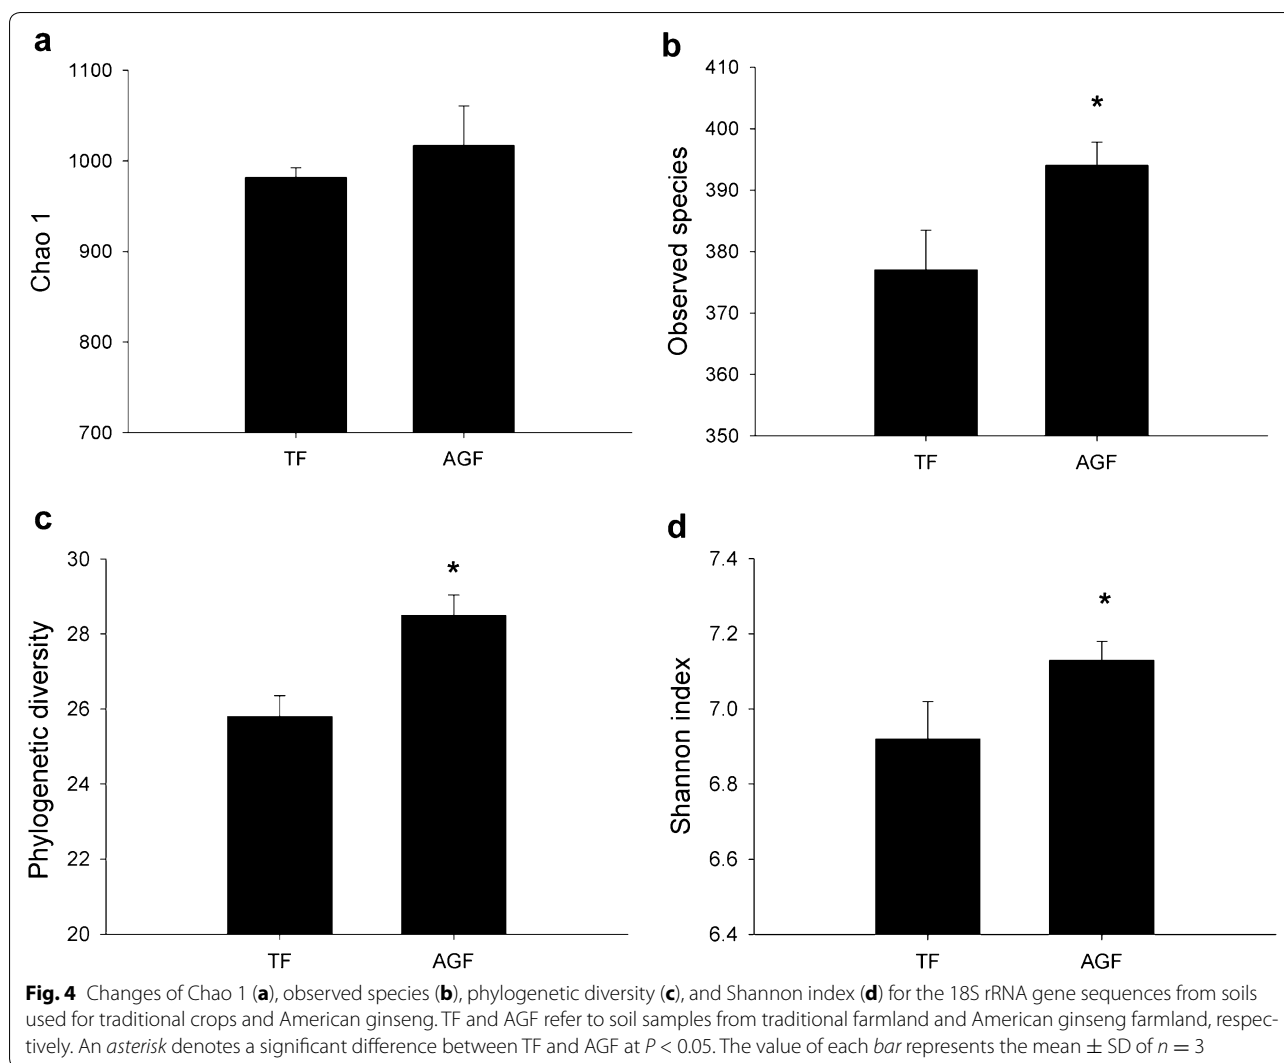 a
1100
1000
900
800
700
Chao 1
TF
AGF
b
410
400
390
380
370
360
350
Observed species
*
TF
AGF
c
30
28
26
24
22
20
Phylogenetic diversity
*
TF
AGF
d
7.4
7.2
7.0
6.8
6.6
6.4
Shannon index
*
TF
AGF
Fig. 4 Changes of Chao 1 (a), observed species (b), phylogenetic diversity (c), and Shannon index (d) for the 18S rRNA gene sequences from soils
used for traditional crops and American ginseng. TF and AGF refer to soil samples from traditional farmland and American ginseng farmland, respec-
tively. An asterisk denotes a significant difference between TF and AGF at P < 0.05. The value of each bar represents the mean ± SD of n = 3